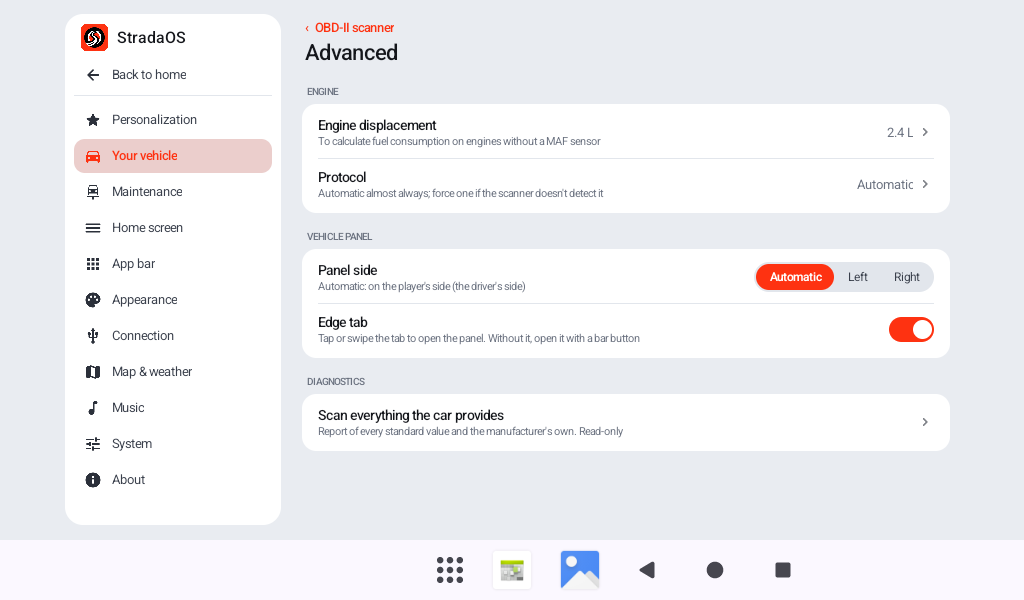 StradaOS
Back to home
Personalization
Your vehicle
Maintenance
Home screen
App bar
Appearance
Connection
Map & weather
Music
System
About
‹ OBD-II scanner
Advanced
ENGINE
Engine displacement
To calculate fuel consumption on engines without a MAF sensor
2.4 L
Protocol
Automatic almost always; force one if the scanner doesn't detect it
Automatic
VEHICLE PANEL
Panel side
Automatic: on the player's side (the driver's side)
Automatic Left Right
Edge tab
Tap or swipe the tab to open the panel. Without it, open it with a bar button
DIAGNOSTICS
Scan everything the car provides
Report of every standard value and the manufacturer's own. Read-only